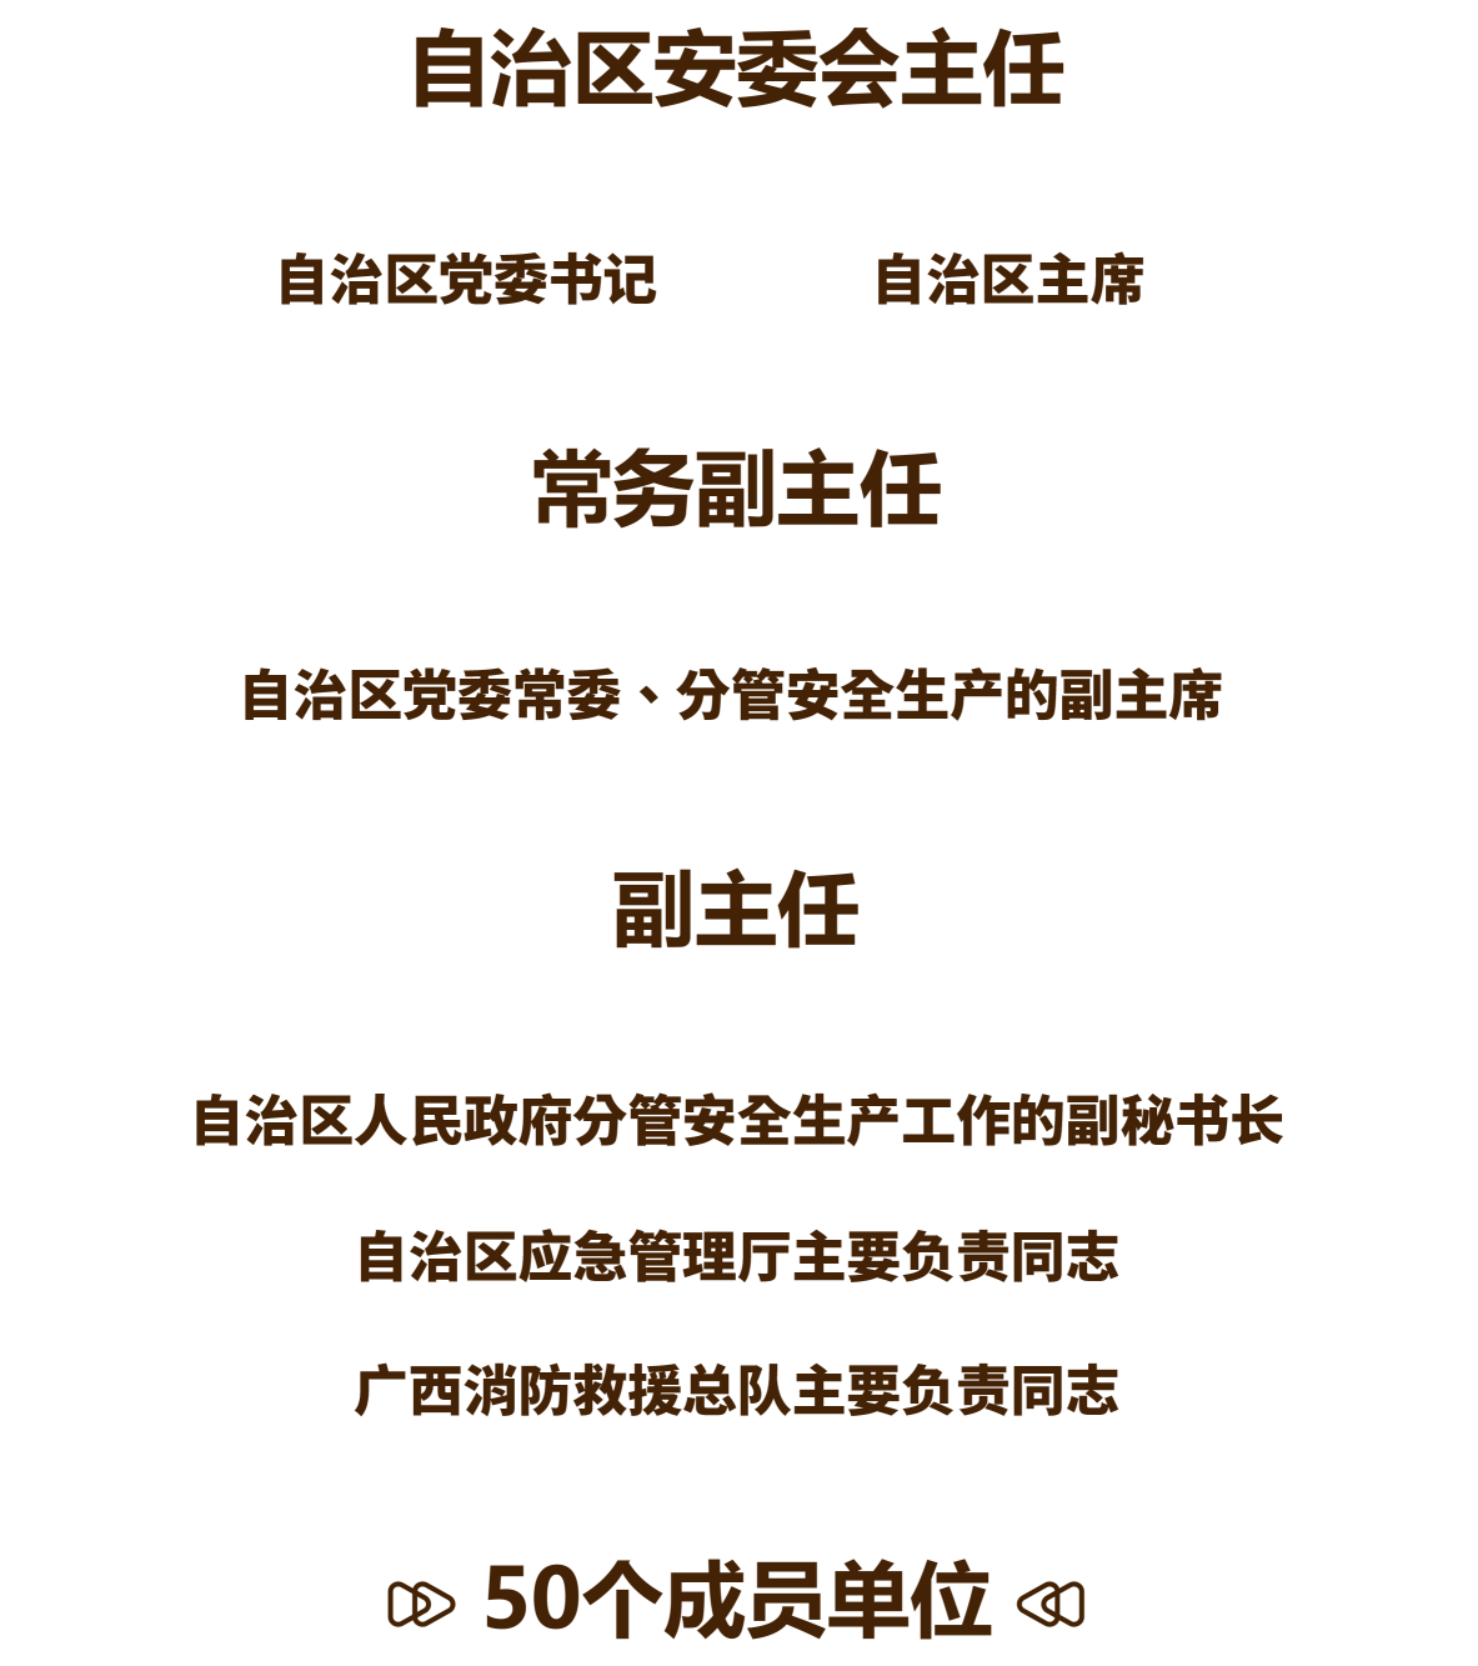 自治区安委会主任
自治区党委书记 自治区主席
常务副主任
自治区党委常委、分管安全生产的副主席
副主任
自治区人民政府分管安全生产工作的副秘书长
自治区应急管理厅主要负责同志
广西消防救援总队主要负责同志
50个成员单位